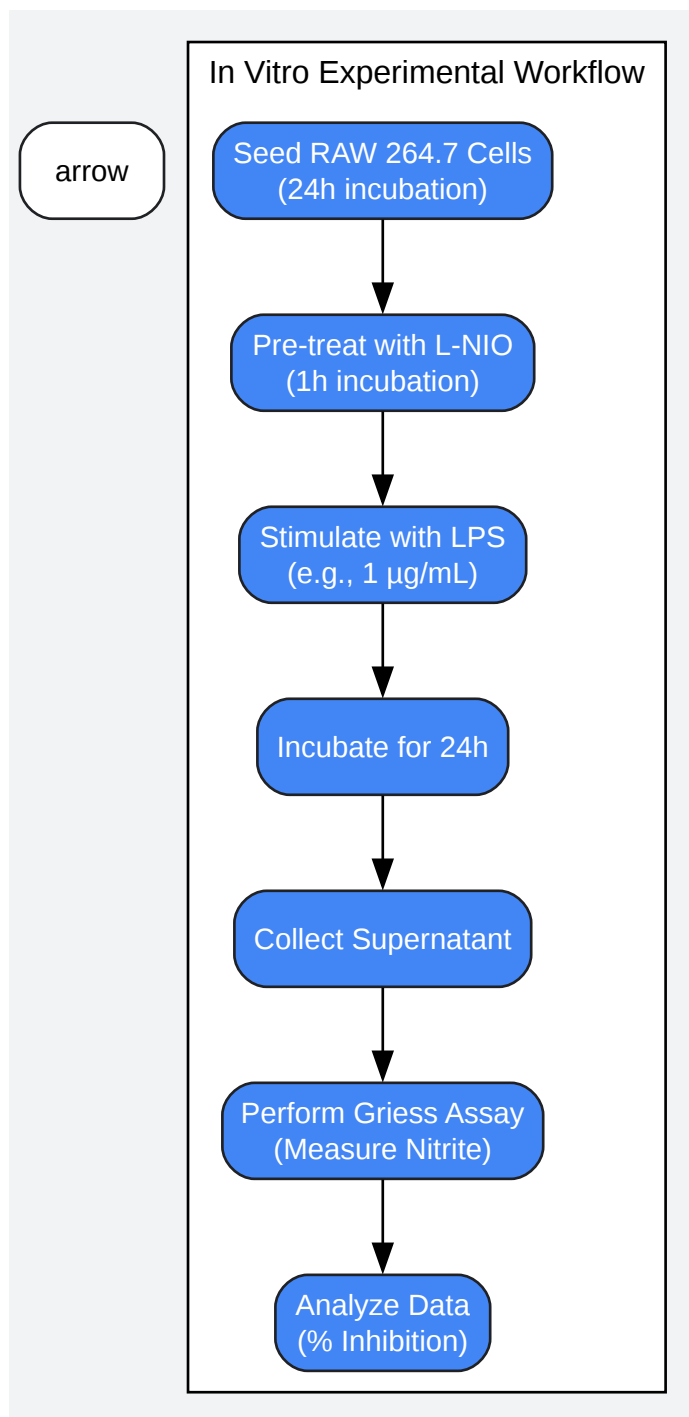 In Vitro Experimental Workflow
arrow
Seed RAW 264.7 Cells
(24h incubation)
Pre-treat with L-NIO
(1h incubation)
Stimulate with LPS
(e.g., 1 µg/mL)
Incubate for 24h
Collect Supernatant
Perform Griess Assay
(Measure Nitrite)
Analyze Data
(% Inhibition)